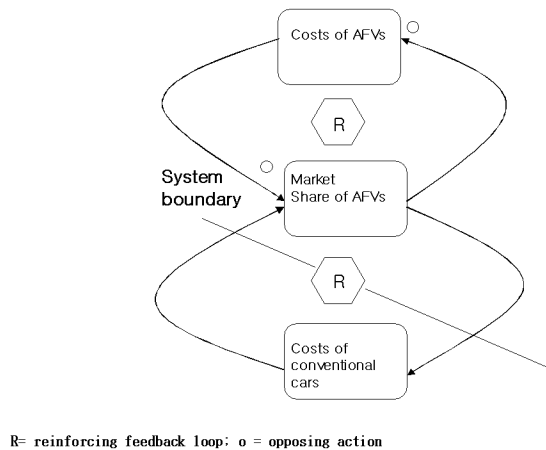 Costs of AFVs
R
Market
Share of AFVs
System
boundary
R
Costs of
conventional
cars
R= reinforcing feedback loop; o = opposing action